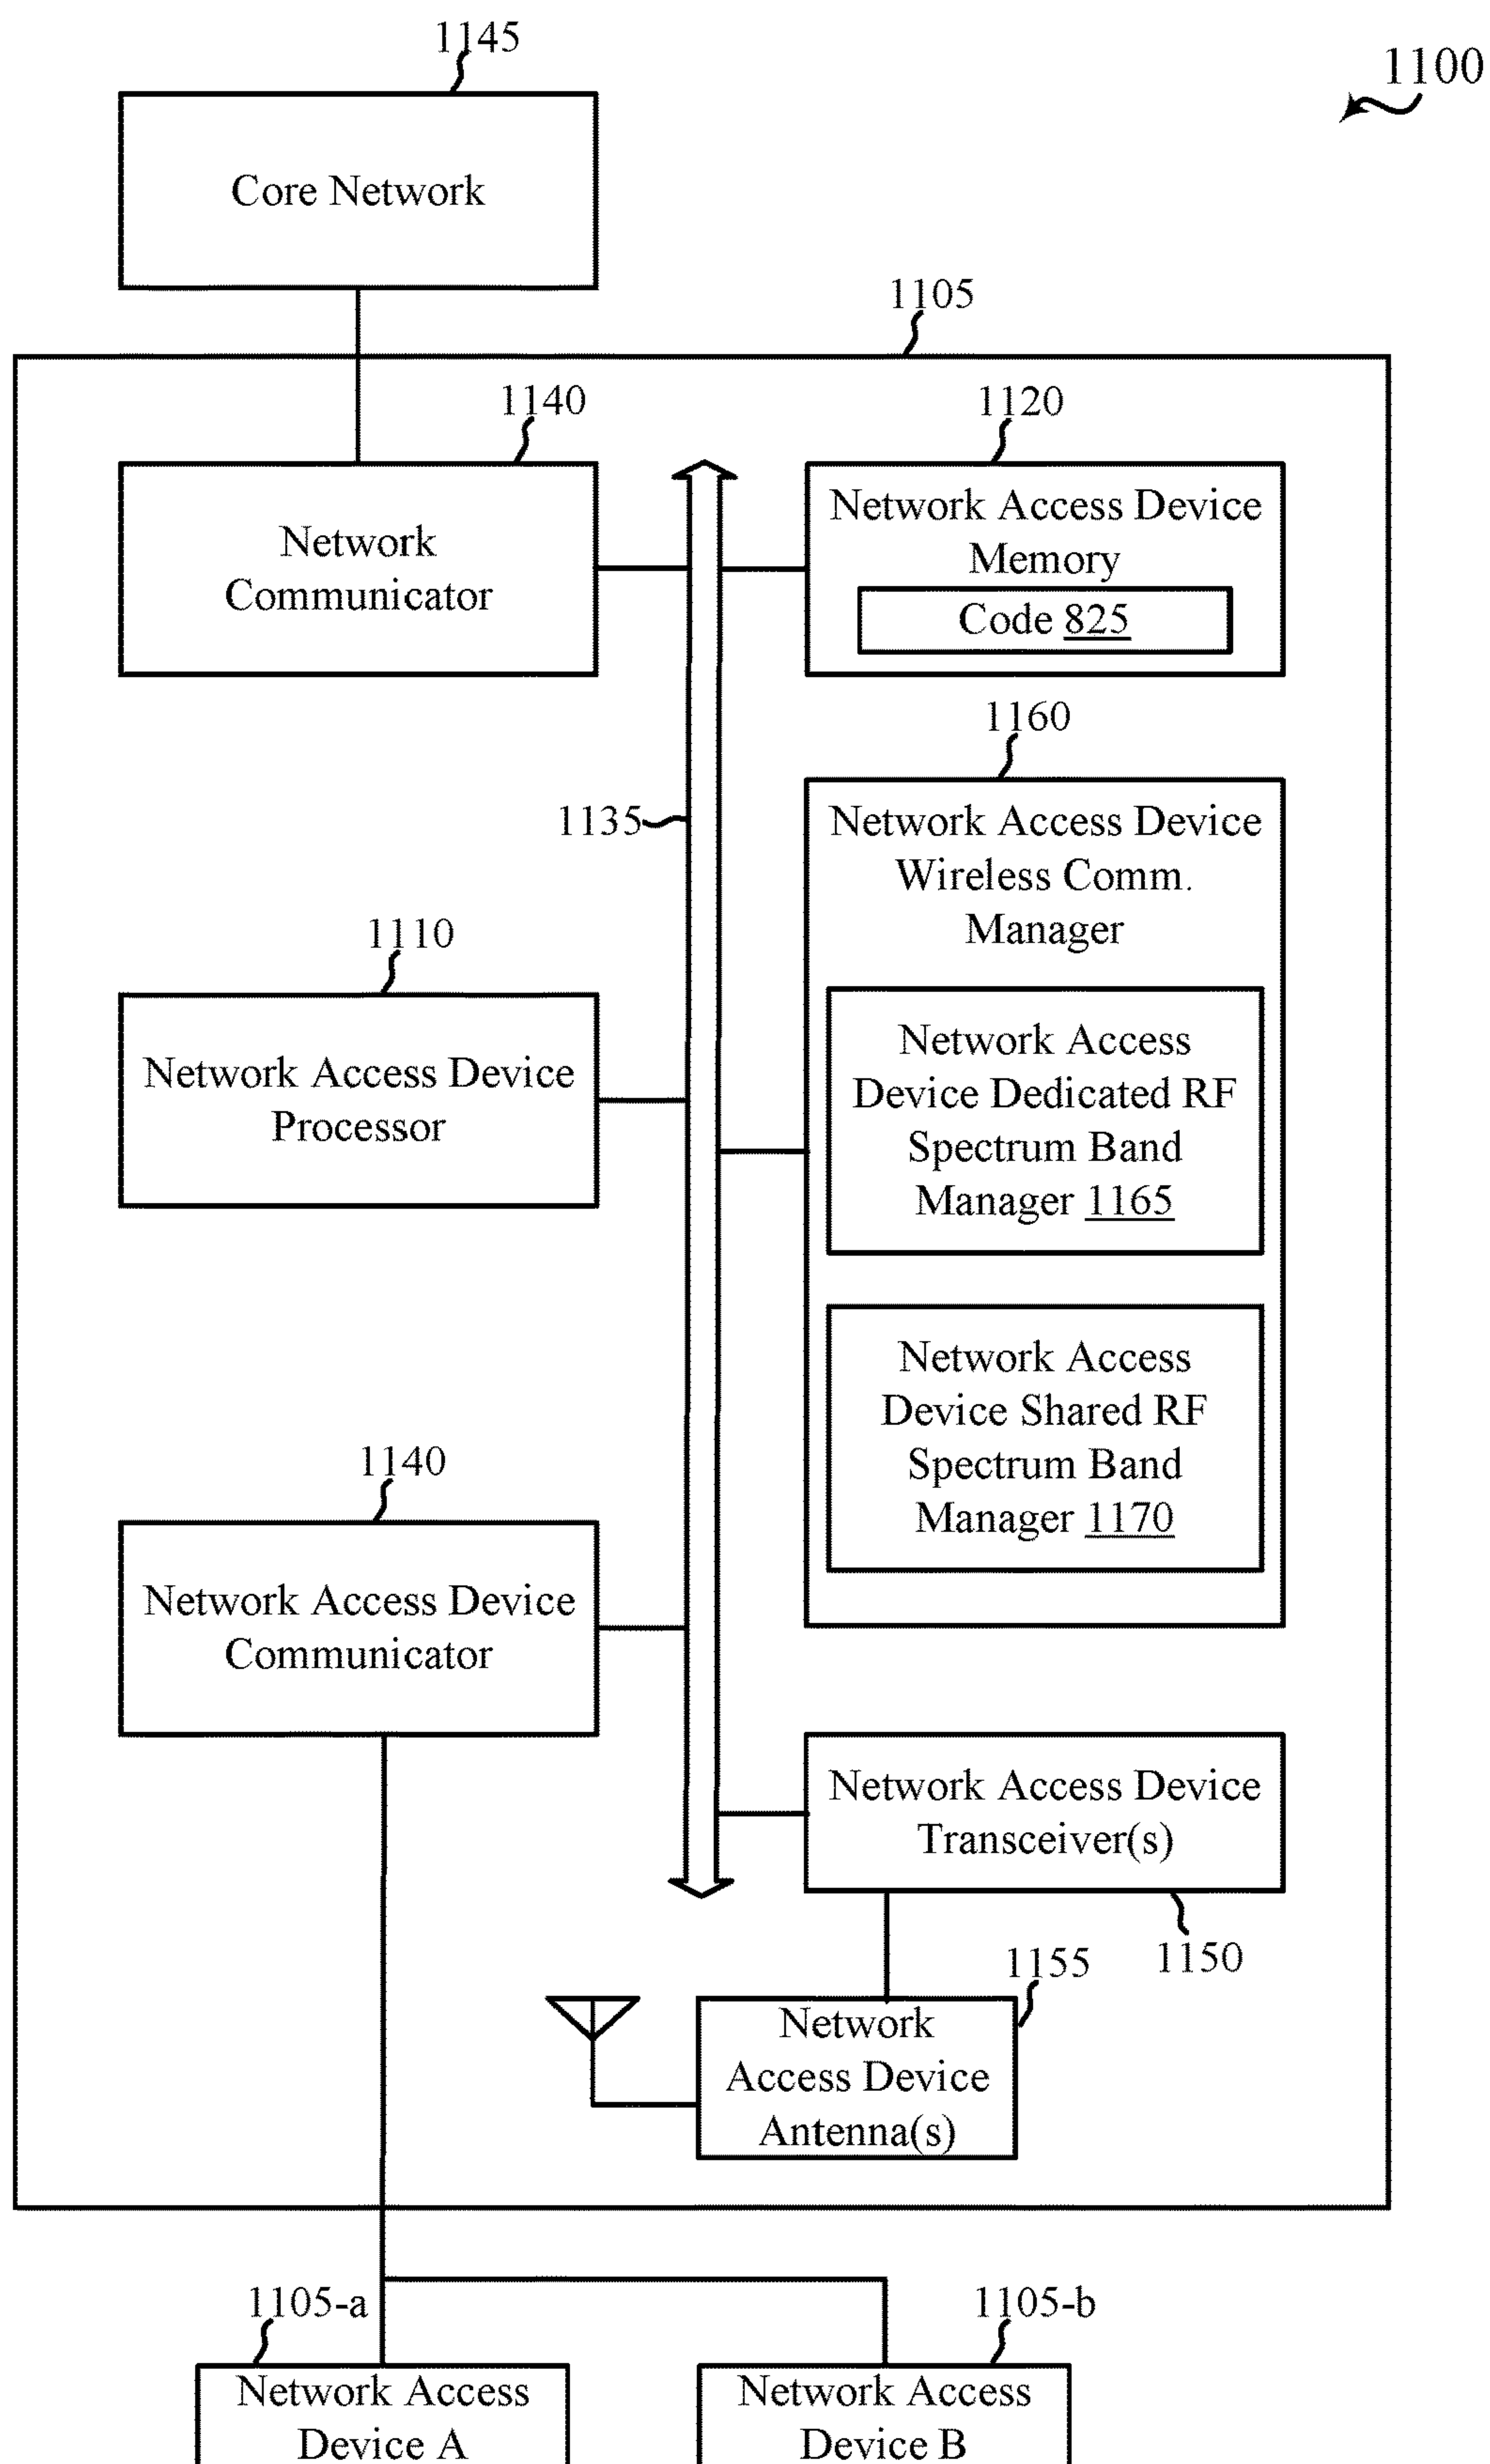 1145
1100
Core Network
1105
1140
1120
Network
Communicator
Network Access Device
Memory
Code 825
1160
1135
Network Access Device
Wireless Comm.
Manager
1110
Network Access Device
Processor
Network Access
Device Dedicated RF
Spectrum Band
Manager 1165
Network Access
Device Shared RF
Spectrum Band
Manager 1170
1140
Network Access Device
Communicator
Network Access Device
Transceiver(s)
1150
1155
Network
Access Device
Antenna(s)
1105-a
1105-b
Network Access
Device A
Network Access
Device B